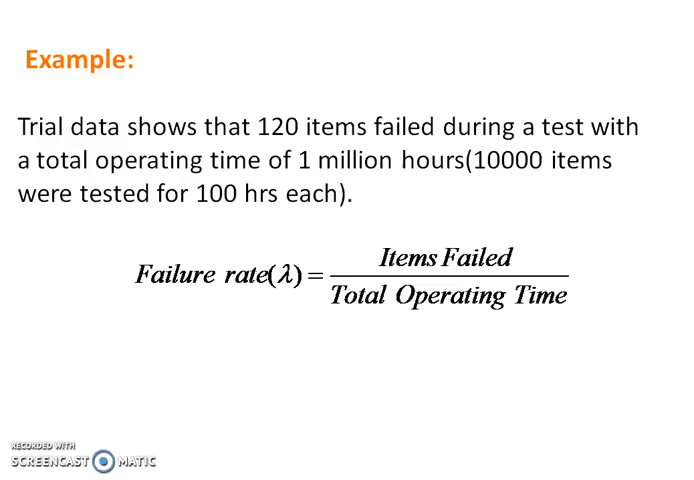 Example:
Trial data shows that 120 items failed during a test with
a total operating time of 1 million hours(10000 items
were tested for 100 hrs each).
Failure rate(λ) = Items Failed / Total Operating Time
RECORDED WITH
SCREENCAST MATIC